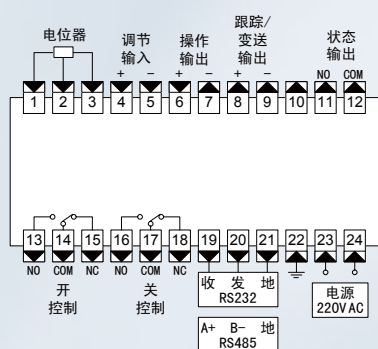 电位器
调节
输入
操作
输出
跟踪/
变送
输出
状态
输出
+ − + − + − NO COM
1 2 3 4 5 6 7 8 9 10 11 12
13 14 15 16 17 18 19 20 21 22 23 24
NO COM NC NO COM NC
开
控制
关
控制
收 发 地
RS232
A+ B- 地
RS485
电源
220VAC